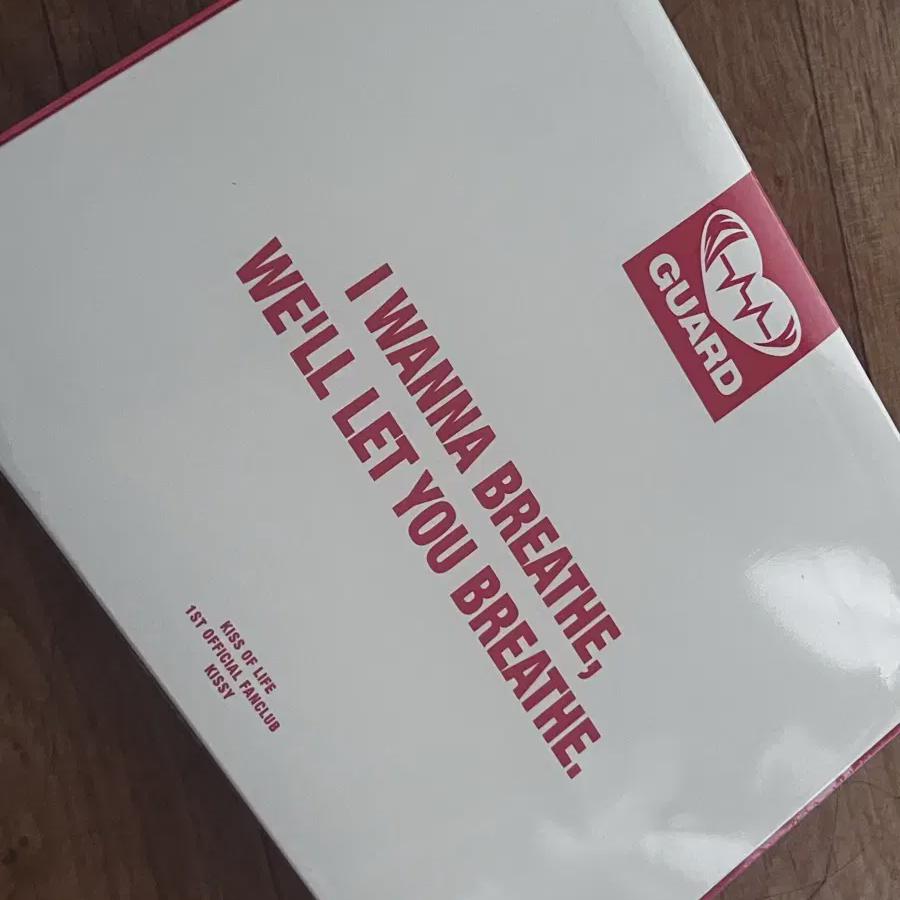 GUARD
I WANNA BREATHE,
WE'LL LET YOU BREATHE.
KISS OF LIFE
1ST OFFICIAL FANCLUB
KISSY